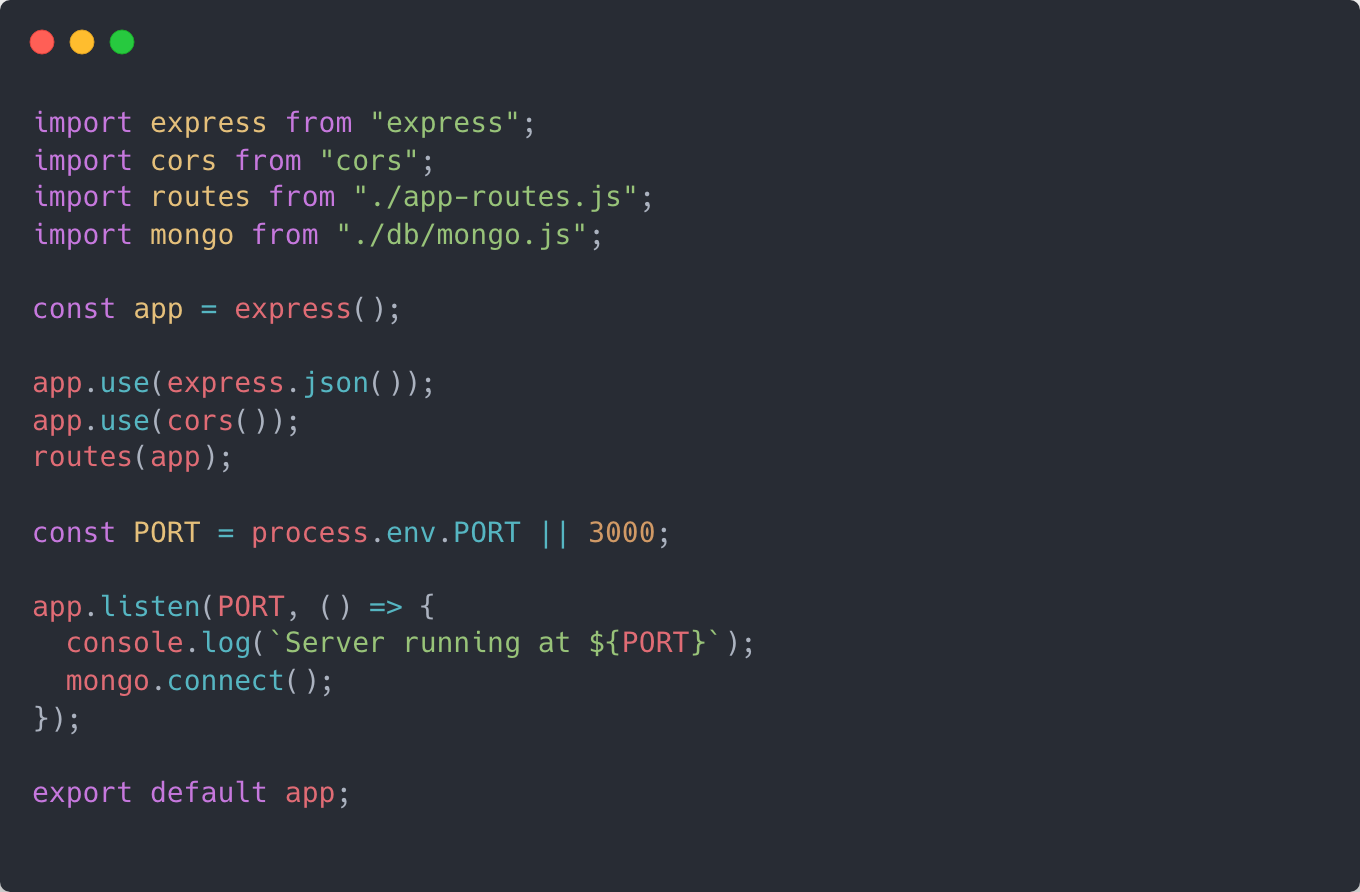 import express from "express";
import cors from "cors";
import routes from "./app-routes.js";
import mongo from "./db/mongo.js";

const app = express();

app.use(express.json());
app.use(cors());
routes(app);

const PORT = process.env.PORT || 3000;

app.listen(PORT, () => {
  console.log(`Server running at ${PORT}`);
  mongo.connect();
});

export default app;